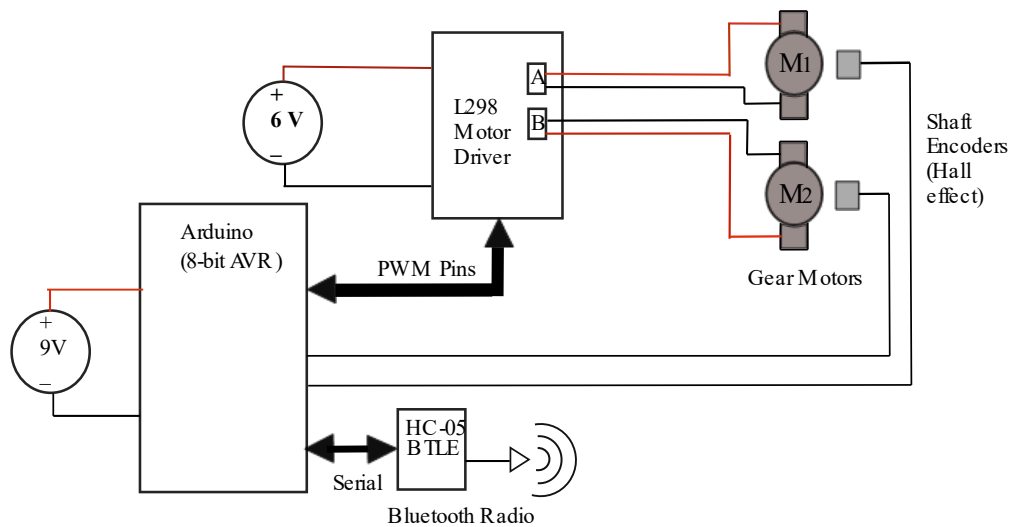 +
6 V
–
L298
Motor
Driver
A
B
M1
M2
Shaft
Encoders
(Hall
effect)
Gear Motors
Arduino
(8-bit AVR )
PWM Pins
+
9V
–
HC-05
BTLE
Serial
Bluetooth Radio